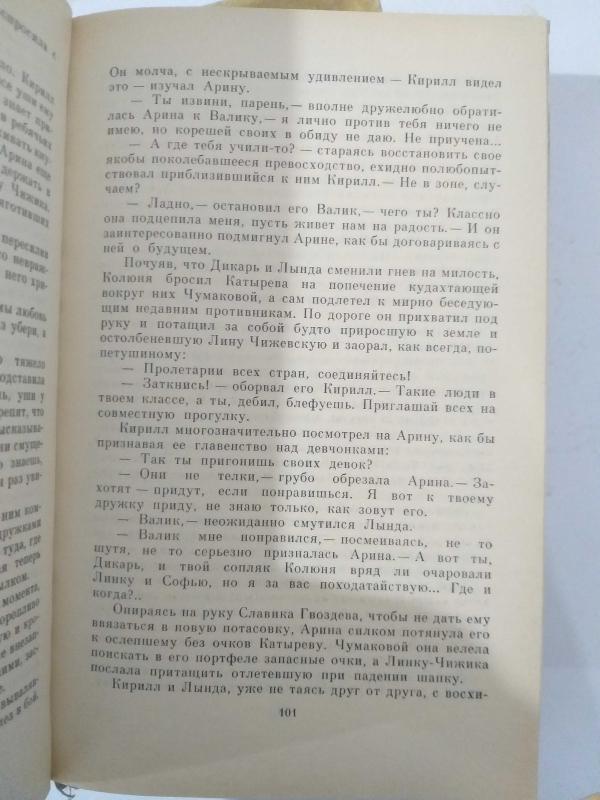 Он молча, с нескрываемым удивлением — Кирилл видел
это — изучал Арину.
— Ты извини, парень,— вполне дружелюбно обрати-
лась Арина к Валику,— я лично против тебя ничего не
имею, но корешей своих в обиду не даю. Не приучена...
— А где тебя учили-то? — стараясь восстановить свое
якобы поколебавшееся превосходство, ехидно полюбопыт-
ствовал приблизившийся к ним Кирилл.— Не в зоне, слу-
чаем?
— Ладно,— остановил его Валик,— чего ты? Классно
она подцепила меня, пусть живет нам на радость.— И он
заинтересованно подмигнул Арине, как бы договариваясь с
ней о будущем.
Почуяв, что Дикарь и Лында сменили гнев на милость,
Колюня бросил Катырева на попечение кудахтающей
вокруг них Чумаковой, а сам подлетел к мирно беседую-
щим недавним противникам. По дороге он прихватил под
руку и потащил за собой будто приросшую к земле и
остолбеневшую Лину Чижевскую и заорал, как всегда, по-
петушиному:
— Пролетарии всех стран, соединяйтесь!
— Заткнись! — оборвал его Кирилл.— Такие люди в
твоем классе, а ты, дебил, блефуешь. Приглашай всех на
совместную прогулку.
Кирилл многозначительно посмотрел на Арину, как бы
признавая ее главенство над девчонками:
— Так ты пригонишь своих девок?
— Они не телки,— грубо обрезала Арина.— За-
хотят — придут, если понравишься. Я вот к твоему
дружку приду, не знаю только, как зовут его.
— Валик,— неожиданно смутился Лында.
— Валик мне понравился,— посмеиваясь, не то
шутя, не то серьезно призналась Арина.— А вот ты,
Дикарь, и твой сопляк Колюня вряд ли очаровали
Линку и Софью, но я за вас походатайствую... Где и
когда?..
Опираясь на руку Славика Гвоздева, чтобы не дать ему
ввязаться в новую потасовку, Арина силком потянула его
к ослепшему без очков Катыреву. Чумаковой она велела
поискать в его портфеле запасные очки, а Линку-Чижика
послала притащить отлетевшую при падении шапку.
Кирилл и Лында, уже не таясь друг от друга, с восхи-
101